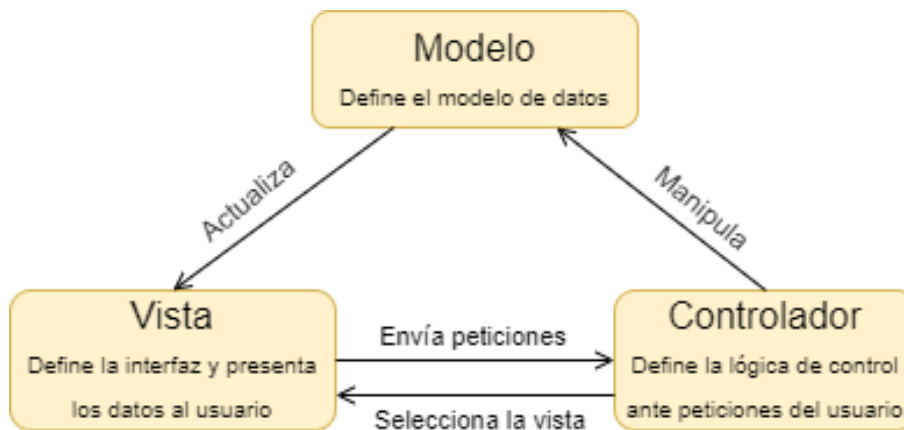 Modelo
Define el modelo de datos
Actualiza
Manipula
Vista
Define la interfaz y presenta
los datos al usuario
Envía peticiones
Selecciona la vista
Controlador
Define la lógica de control
ante peticiones del usuario